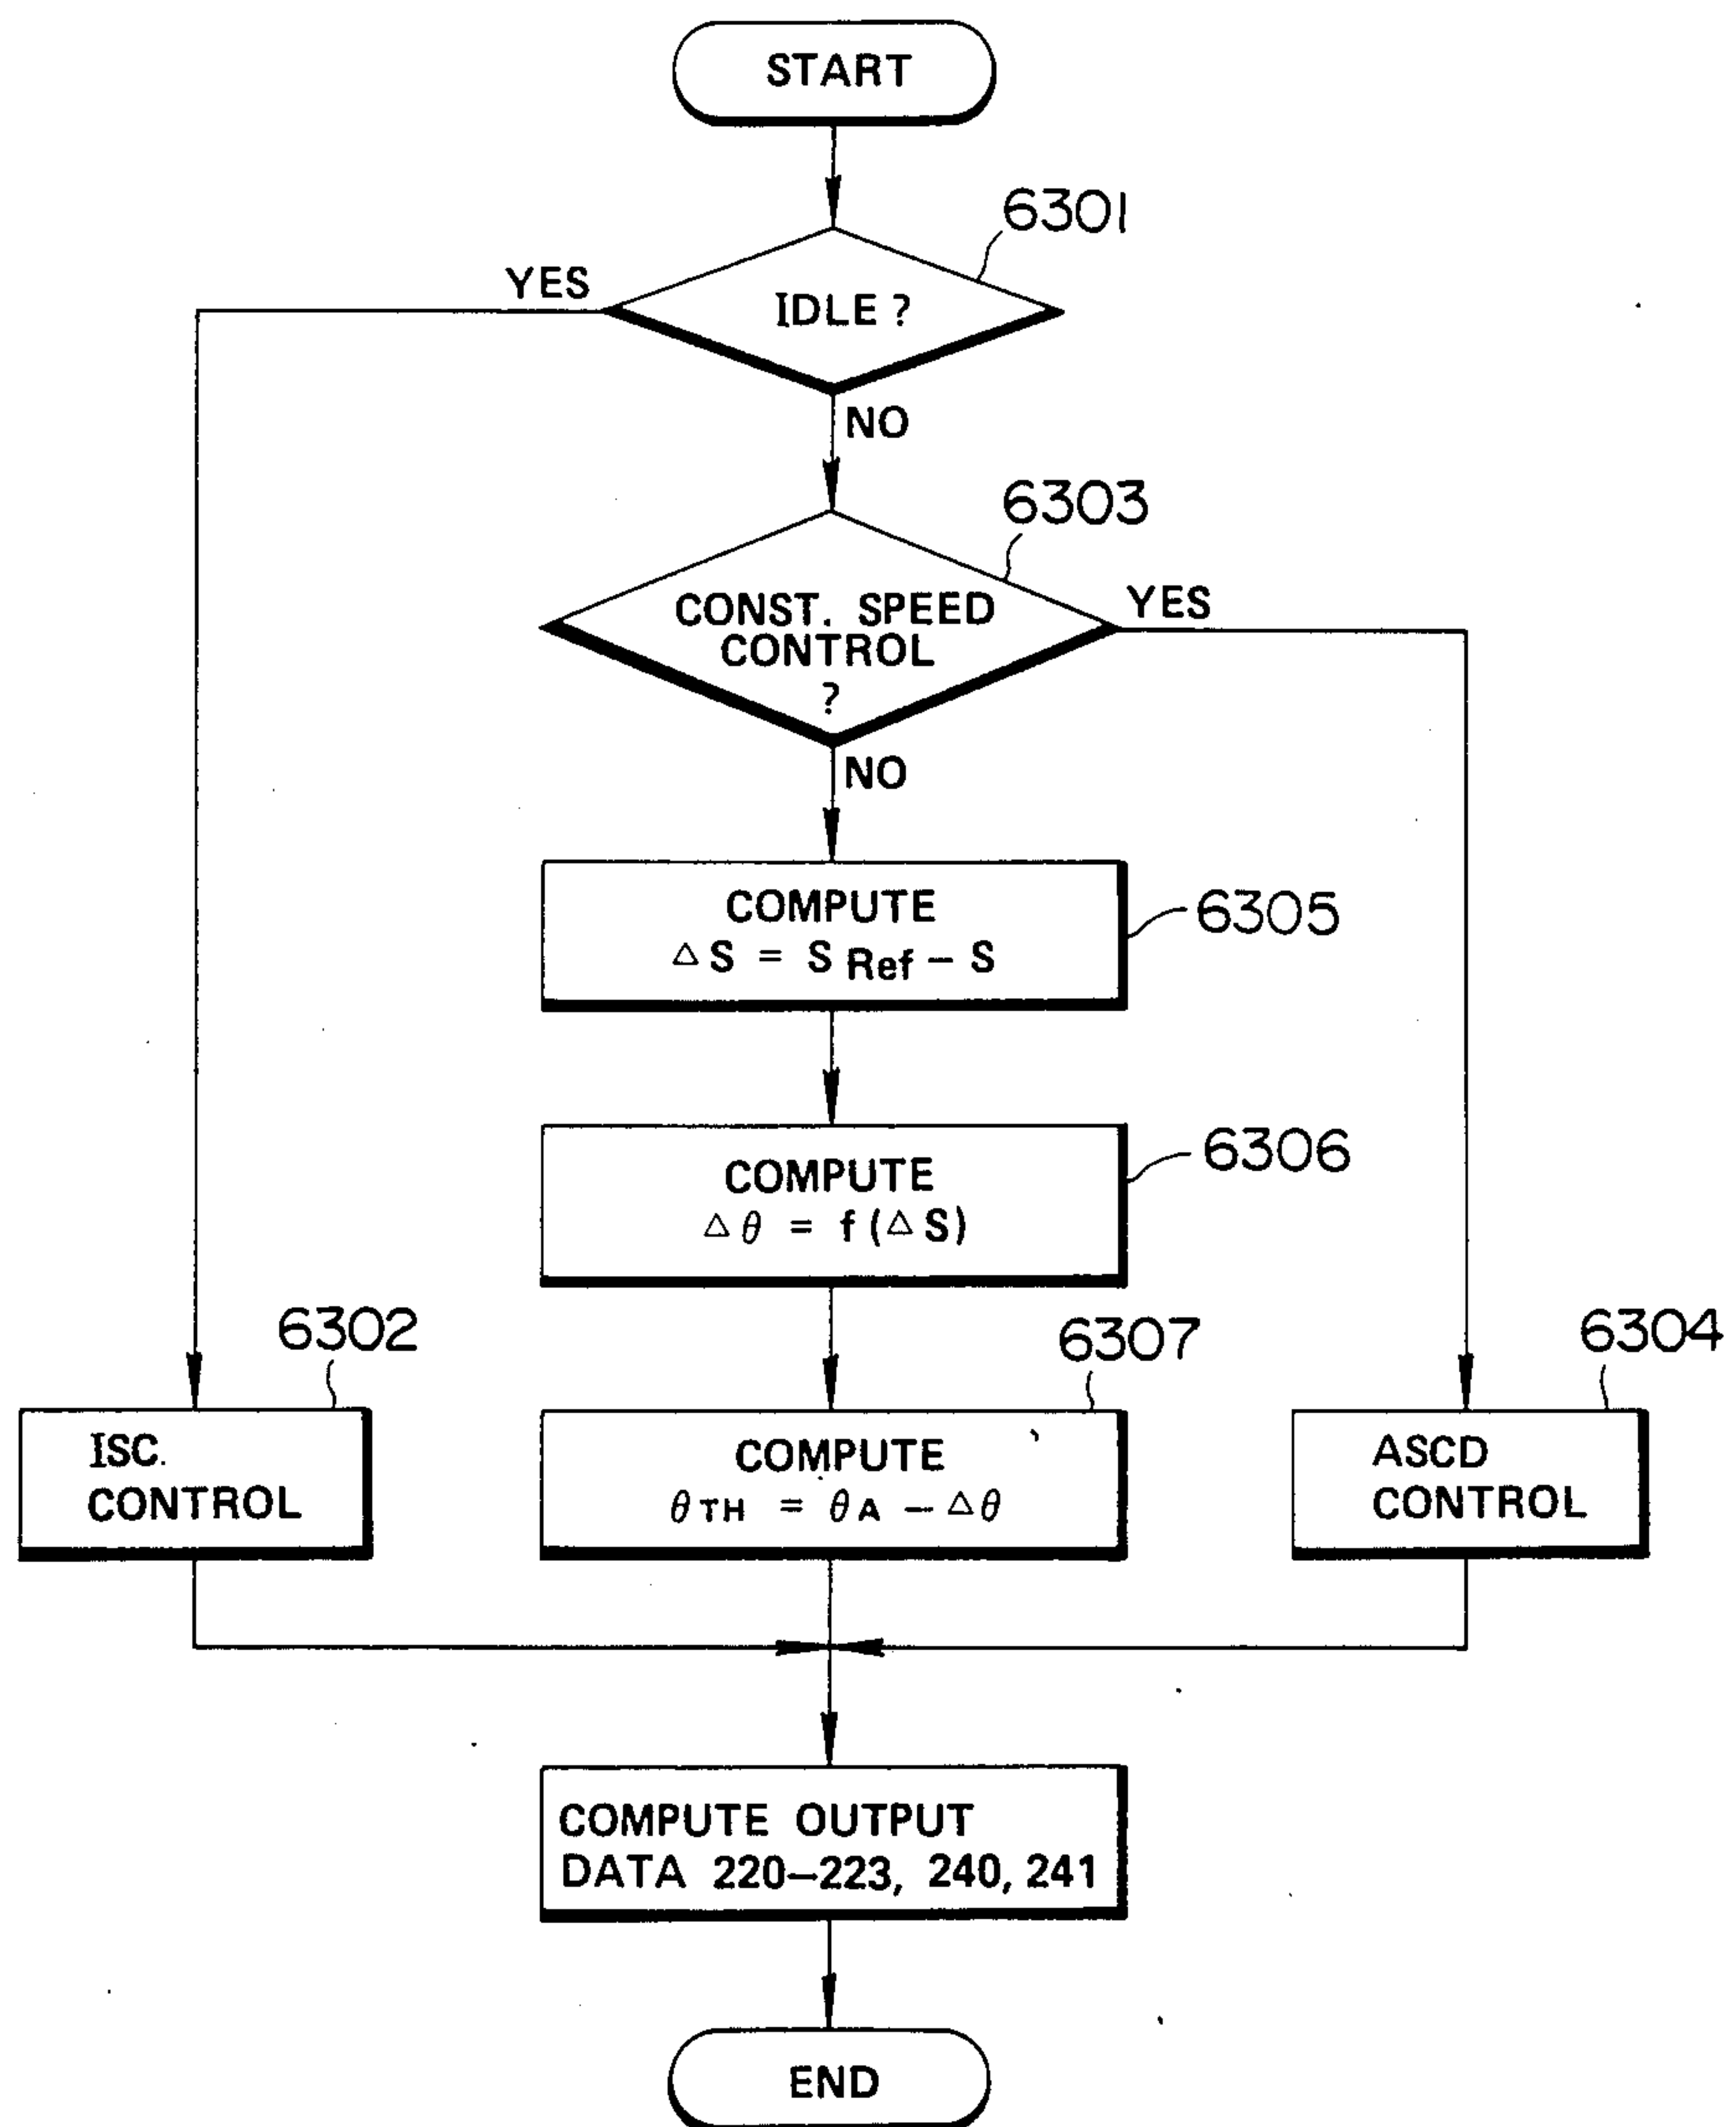 START
6301
YES
IDLE ?
NO
6303
CONST. SPEED
CONTROL
?
YES
NO
COMPUTE
△S = S Ref − S
6305
COMPUTE
△θ = f(△S)
6306
6302
6307
6304
ISC.
CONTROL
COMPUTE
θTH = θA − △θ
ASCD
CONTROL
COMPUTE OUTPUT
DATA 220−223, 240, 241
END